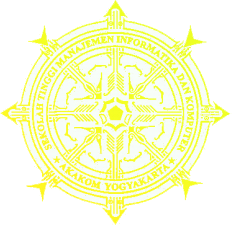 SEKOLAH TINGGI MANAJEMEN INFORMATIKA DAN KOMPUTER
AKAKOM YOGYAKARTA